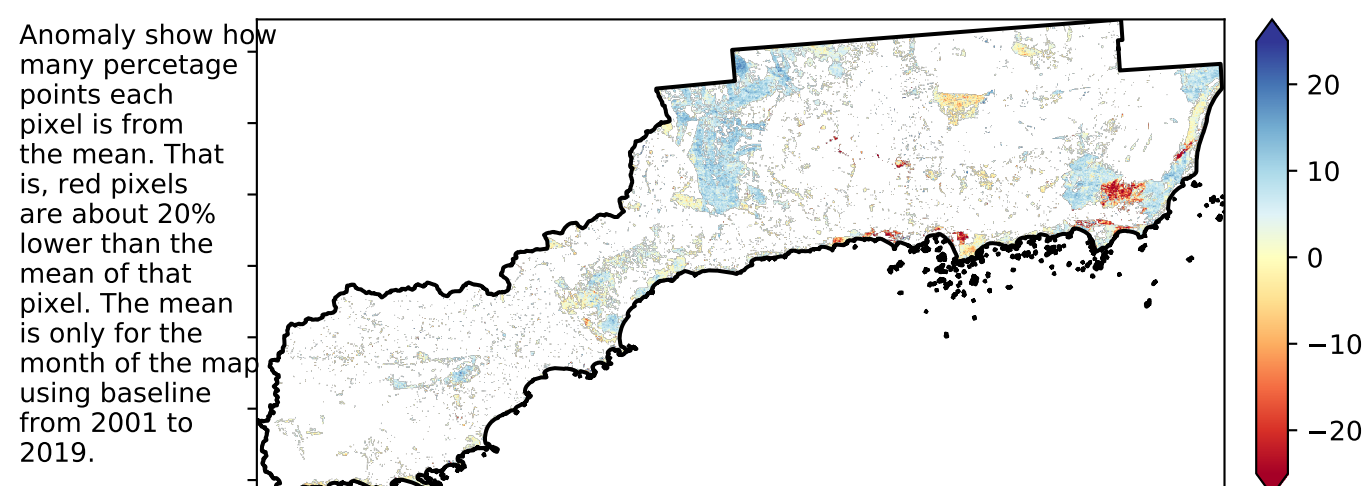 Anomaly show how
many percetage
points each
pixel is from
the mean. That
is, red pixels
are about 20%
lower than the
mean of that
pixel. The mean
is only for the
month of the map
using baseline
from 2001 to
2019.
20
10
0
−10
−20